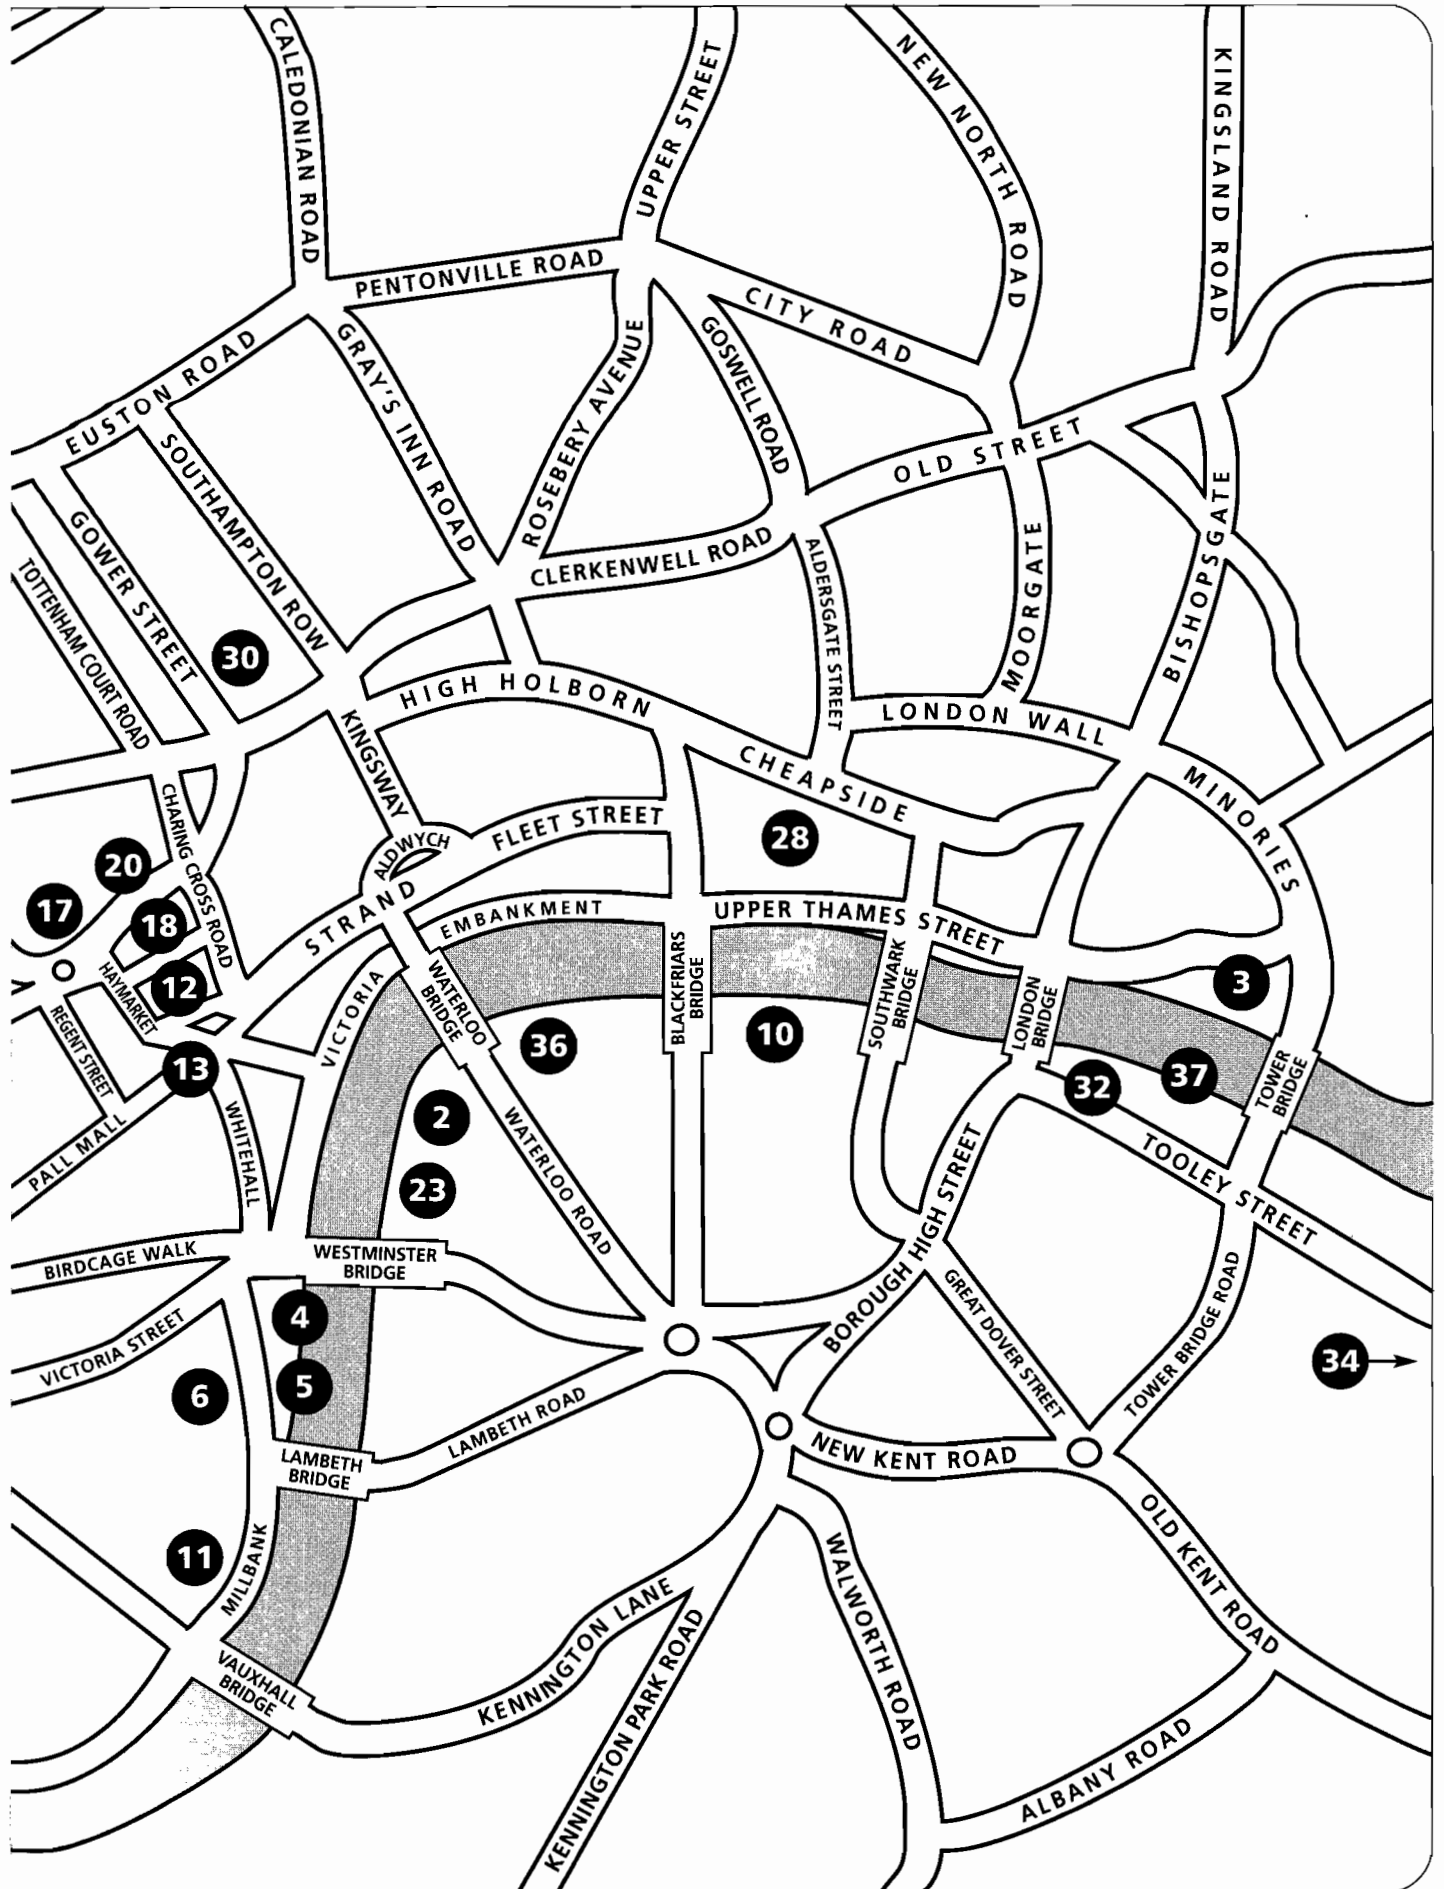 CALEDONIAN ROAD
UPPER STREET
NEW NORTH ROAD
KINGSLAND ROAD
PENTONVILLE ROAD
CITY ROAD
EUSTON ROAD
GRAY'S INN ROAD
ROSEBERY AVENUE
GOSWELL ROAD
OLD STREET
SOUTHAMPTON ROW
GOWER STREET
TOTTENHAM COURT ROAD
CLERKENWELL ROAD
ALDERSGATE STREET
MOORGATE
BISHOPSGATE
30
HIGH HOLBORN
LONDON WALL
KINGSWAY
CHEAPSIDE
MINORIES
CHARING CROSS ROAD
ALDWYCH
FLEET STREET
28
20
17
18
STRAND
EMBANKMENT
UPPER THAMES STREET
12
HAYMARKET
REGENT STREET
VICTORIA
WATERLOO
BRIDGE
BLACKFRIARS
BRIDGE
SOUTHWARK
BRIDGE
LONDON
BRIDGE
3
36
10
13
32
37
TOWER
BRIDGE
2
PALL MALL
WHITEHALL
23
WATERLOO ROAD
BOROUGH HIGH STREET
TOOLEY STREET
BIRDCAGE WALK
WESTMINSTER
BRIDGE
VICTORIA STREET
4
5
6
GREAT DOVER STREET
TOWER BRIDGE ROAD
34
LAMBETH
BRIDGE
LAMBETH ROAD
NEW KENT ROAD
OLD KENT ROAD
11
MILLBANK
VAUXHALL
BRIDGE
KENNINGTON LANE
KENNINGTON PARK ROAD
WALWORTH ROAD
ALBANY ROAD